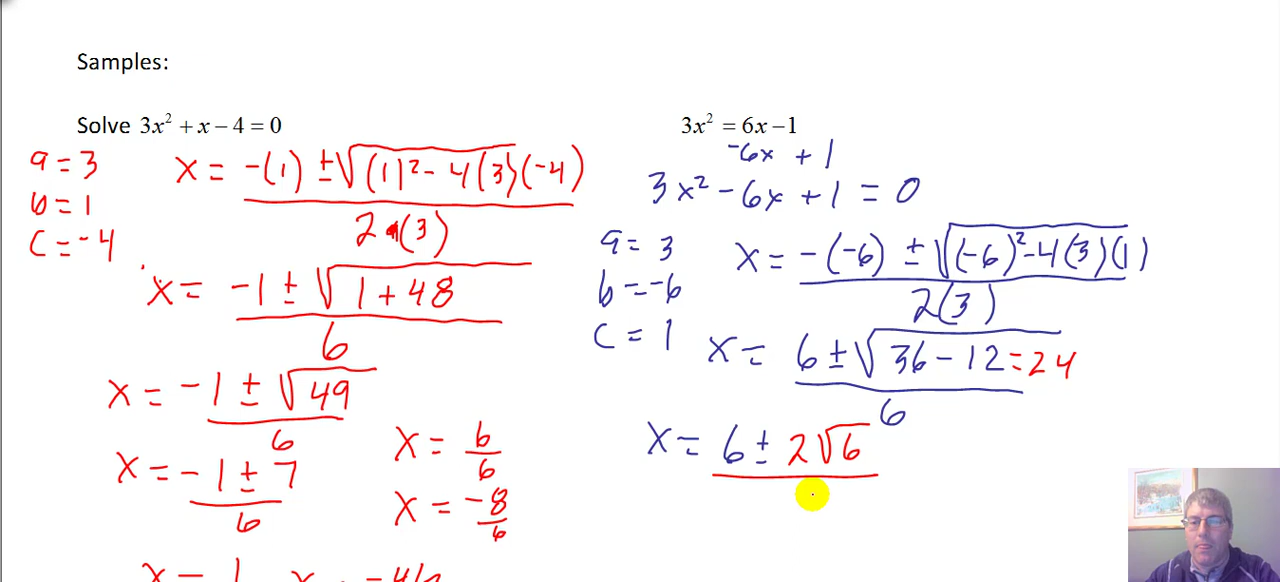 Samples:
Solve 3x² + x − 4 = 0
a = 3
b = 1
c = -4
x = -(1) ± √(1)² - 4(3)(-4)
2(3)
x = -1 ± √1 + 48
6
x = -1 ± √49
6
x = -1 ± 7
6
x = 6
6
x = -8
6
x = 1
3x² = 6x − 1
-6x + 1
3x² - 6x + 1 = 0
a = 3
b = -6
c = 1
x = -(-6) ± √(-6)² - 4(3)(1)
2(3)
x = 6 ± √36 - 12 = 24
6
x = 6 ± 2√6